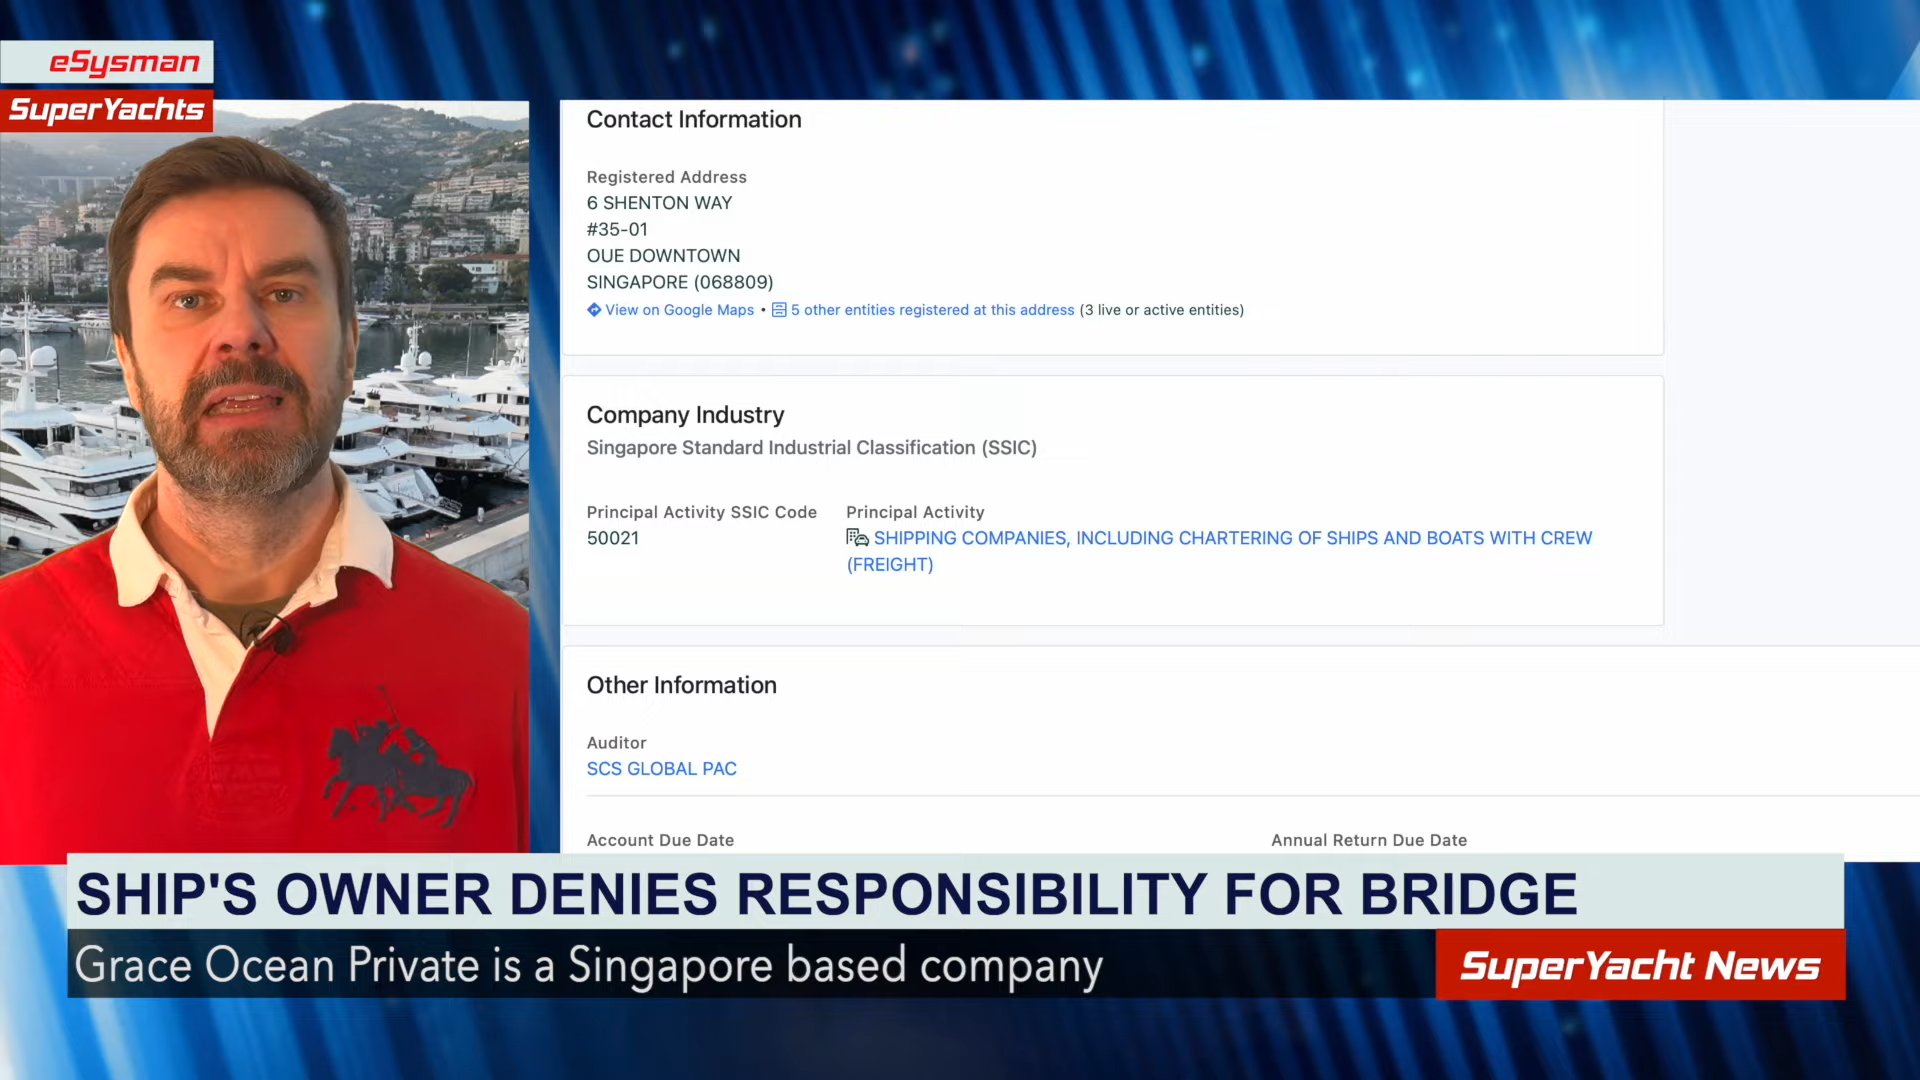 eSysman
SuperYachts
Contact Information
Registered Address
6 SHENTON WAY
#35-01
OUE DOWNTOWN
SINGAPORE (068809)
View on Google Maps • 5 other entities registered at this address (3 live or active entities)
Company Industry
Singapore Standard Industrial Classification (SSIC)
Principal Activity SSIC Code
50021
Principal Activity
SHIPPING COMPANIES, INCLUDING CHARTERING OF SHIPS AND BOATS WITH CREW
(FREIGHT)
Other Information
Auditor
SCS GLOBAL PAC
Account Due Date
Annual Return Due Date
SHIP'S OWNER DENIES RESPONSIBILITY FOR BRIDGE
Grace Ocean Private is a Singapore based company
SuperYacht News